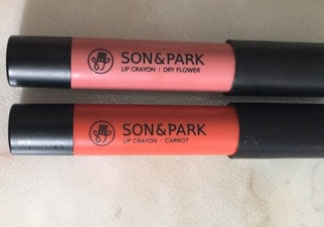 SON&PARK
LIP CRAYON | DRY FLOWER
SON&PARK
LIP CRAYON | CARROT